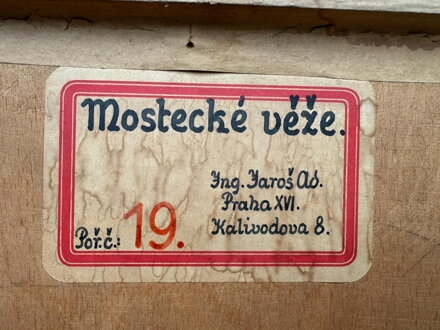 Mostecké věže.
Ing. Jaroš Ad.
Praha XVI.
Kalivodova 8.
Poř.č.: 19.